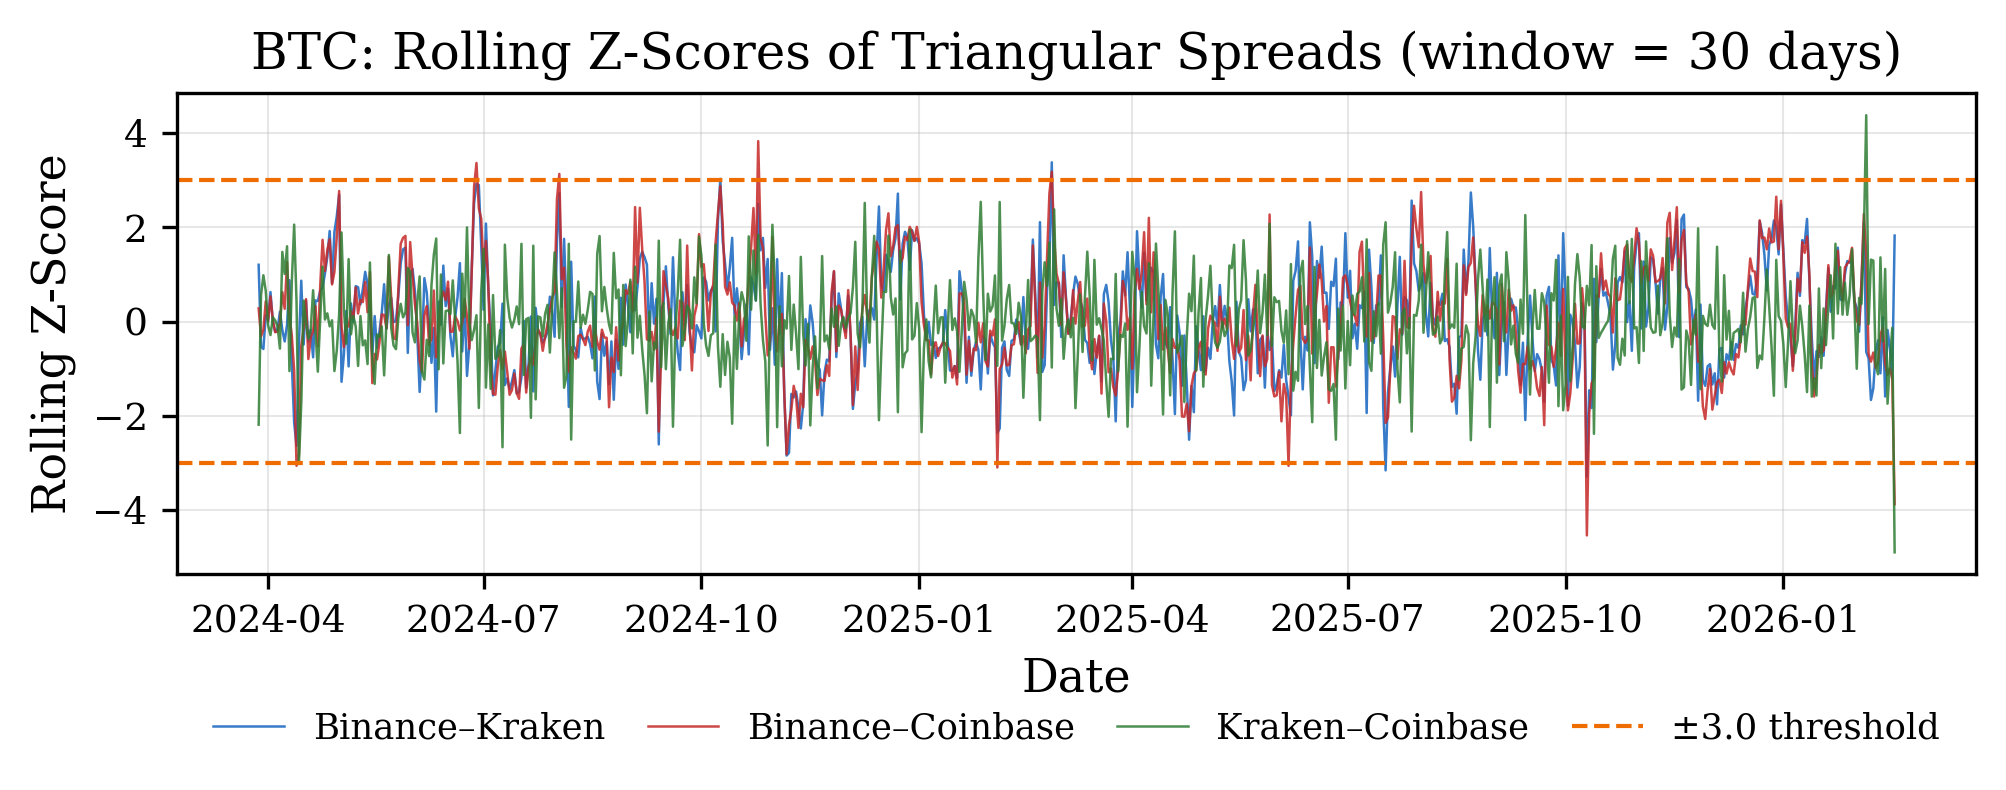 BTC: Rolling Z-Scores of Triangular Spreads (window = 30 days)
Rolling Z-Score
4
2
0
−2
−4
2024-04 2024-07 2024-10 2025-01 2025-04 2025-07 2025-10 2026-01
Date
Binance–Kraken Binance–Coinbase Kraken–Coinbase ±3.0 threshold